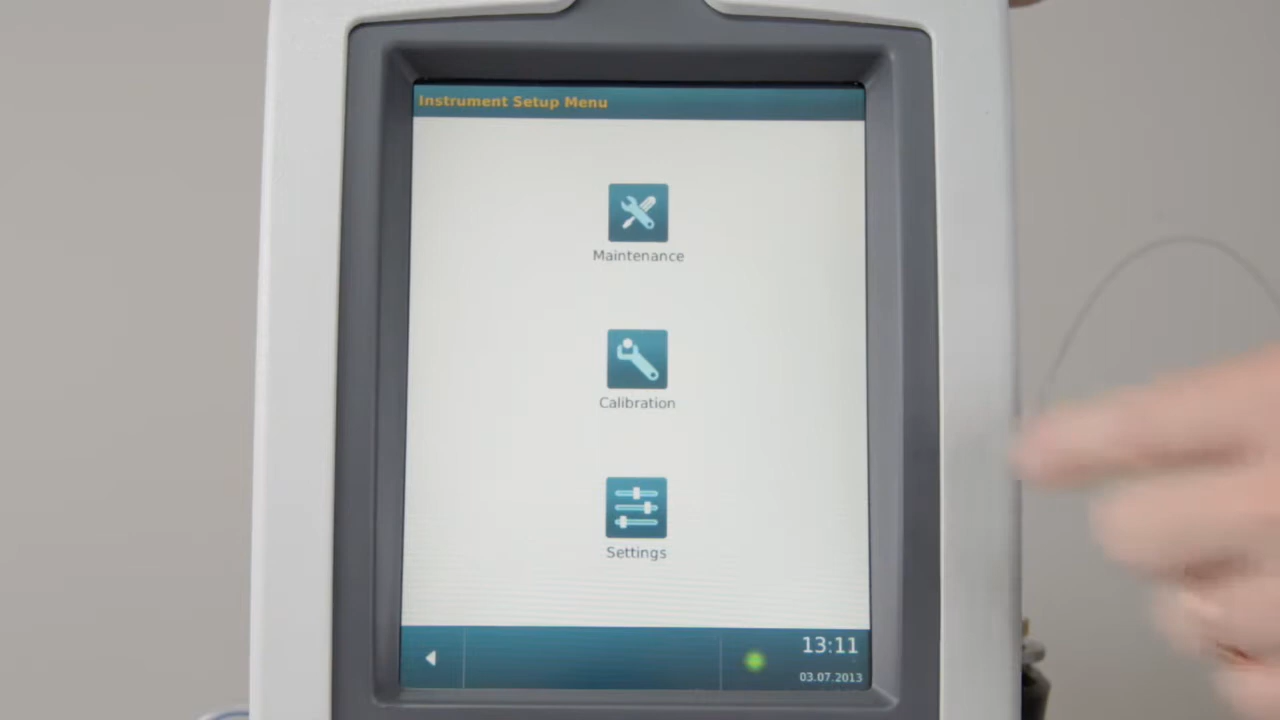 Instrument Setup Menu
Maintenance
Calibration
Settings
13:11
03.07.2013